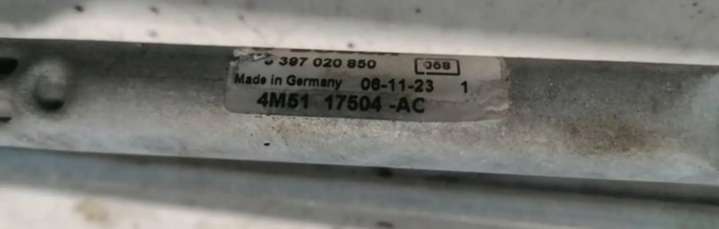 397 020 850 068
Made in Germany 06-11-23 1
4M51 17504 -AC